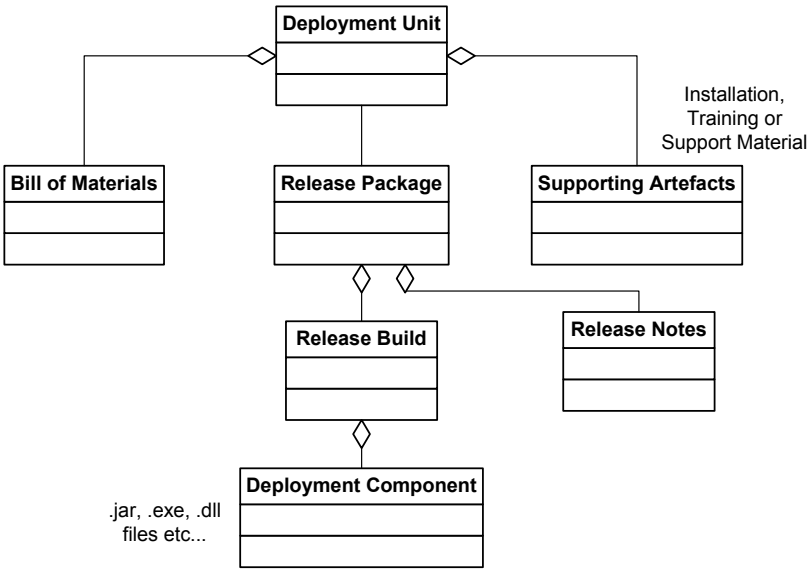 Deployment Unit
Installation,
Training or
Support Material
Bill of Materials
Release Package
Supporting Artefacts
Release Build
Release Notes
Deployment Component
.jar, .exe, .dll
files etc...